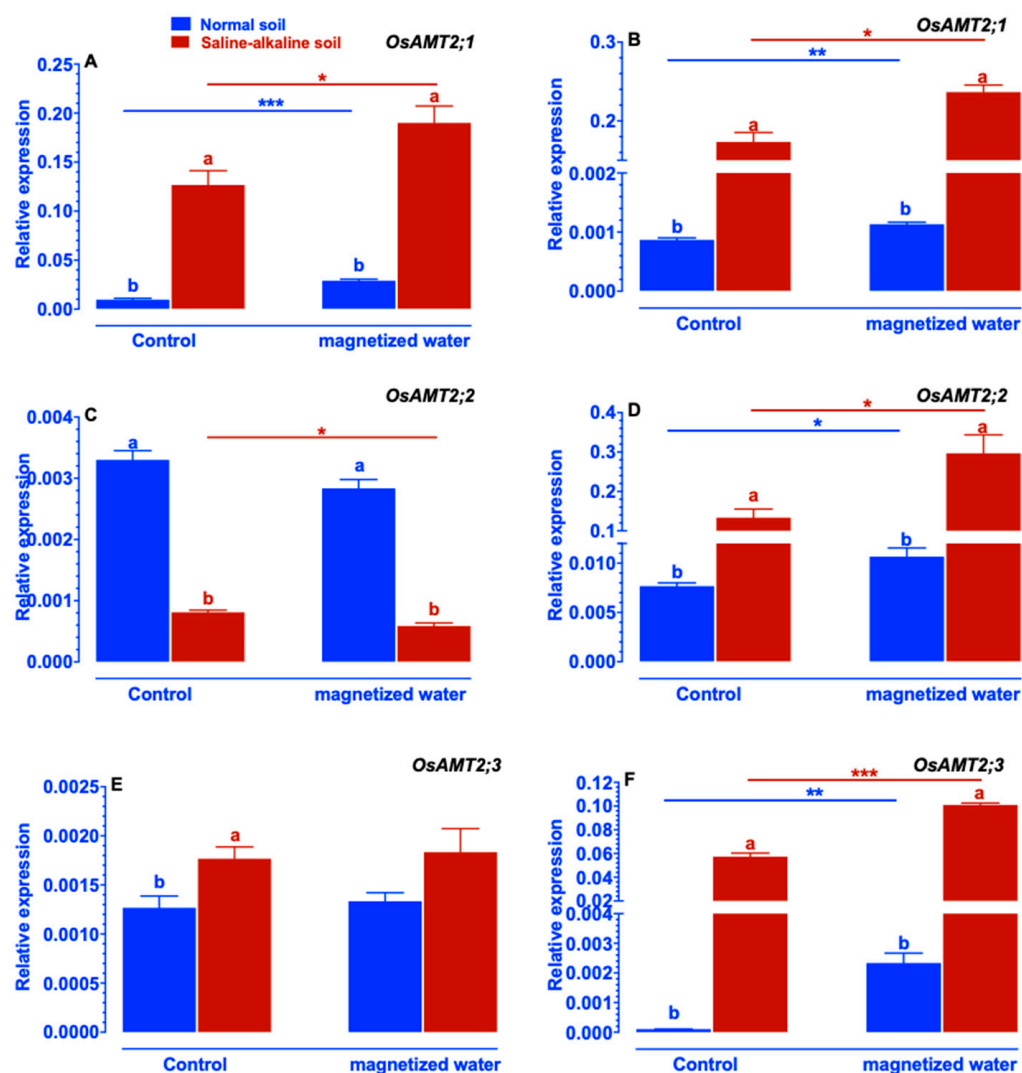 Normal soil
Saline-alkaline soil
A
OsAMT2;1
Relative expression
0.25
0.20
0.15
0.10
0.05
0.00
***
*
b
a
b
a
Control
magnetized water
B
OsAMT2;1
Relative expression
0.3
0.2
0.002
0.001
0.000
**
*
b
a
b
a
Control
magnetized water
C
OsAMT2;2
Relative expression
0.004
0.003
0.002
0.001
0.000
*
a
b
a
b
Control
magnetized water
D
OsAMT2;2
Relative expression
0.4
0.3
0.2
0.1
0.010
0.005
0.000
*
*
b
a
b
a
Control
magnetized water
E
OsAMT2;3
Relative expression
0.0025
0.0020
0.0015
0.0010
0.0005
0.0000
b
a
Control
magnetized water
F
OsAMT2;3
Relative expression
0.12
0.10
0.08
0.06
0.04
0.02
0.004
0.003
0.002
0.001
0.000
**
***
b
a
b
a
Control
magnetized water